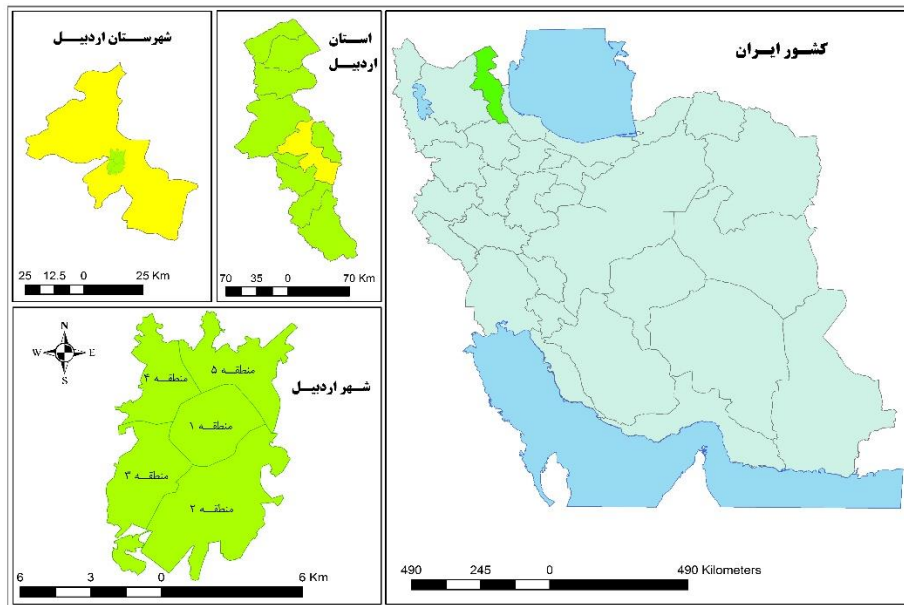 شهرستان اردبیل
25 12.5 0 25 Km
استان
اردبیل
70 35 0 70 Km
کشور ایران
490 245 0 490 Kilometers
N
W E
S
شهر اردبیل
منطقه ۵
منطقه ۴
منطقه ۱
منطقه ۳
منطقه ۲
6 3 0 6 Km